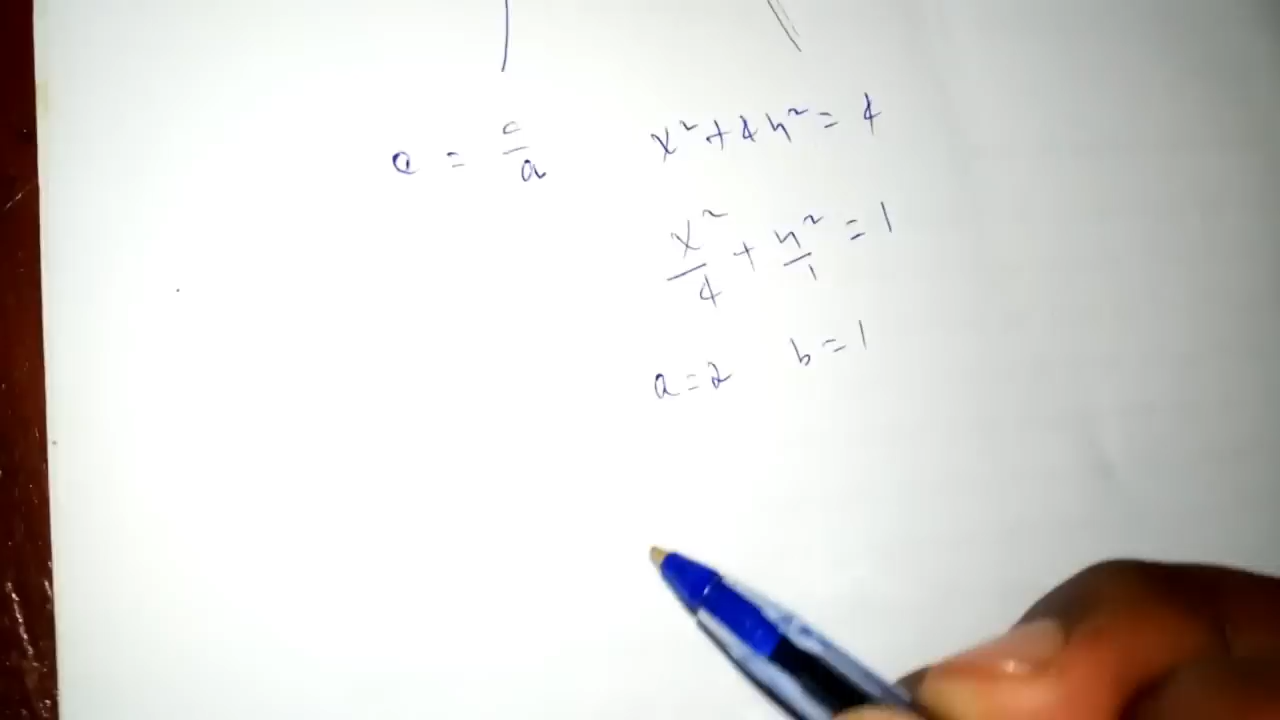 e = c/a
x² + 4y² = 4
x²/4 + y²/1 = 1
a = 2 b = 1